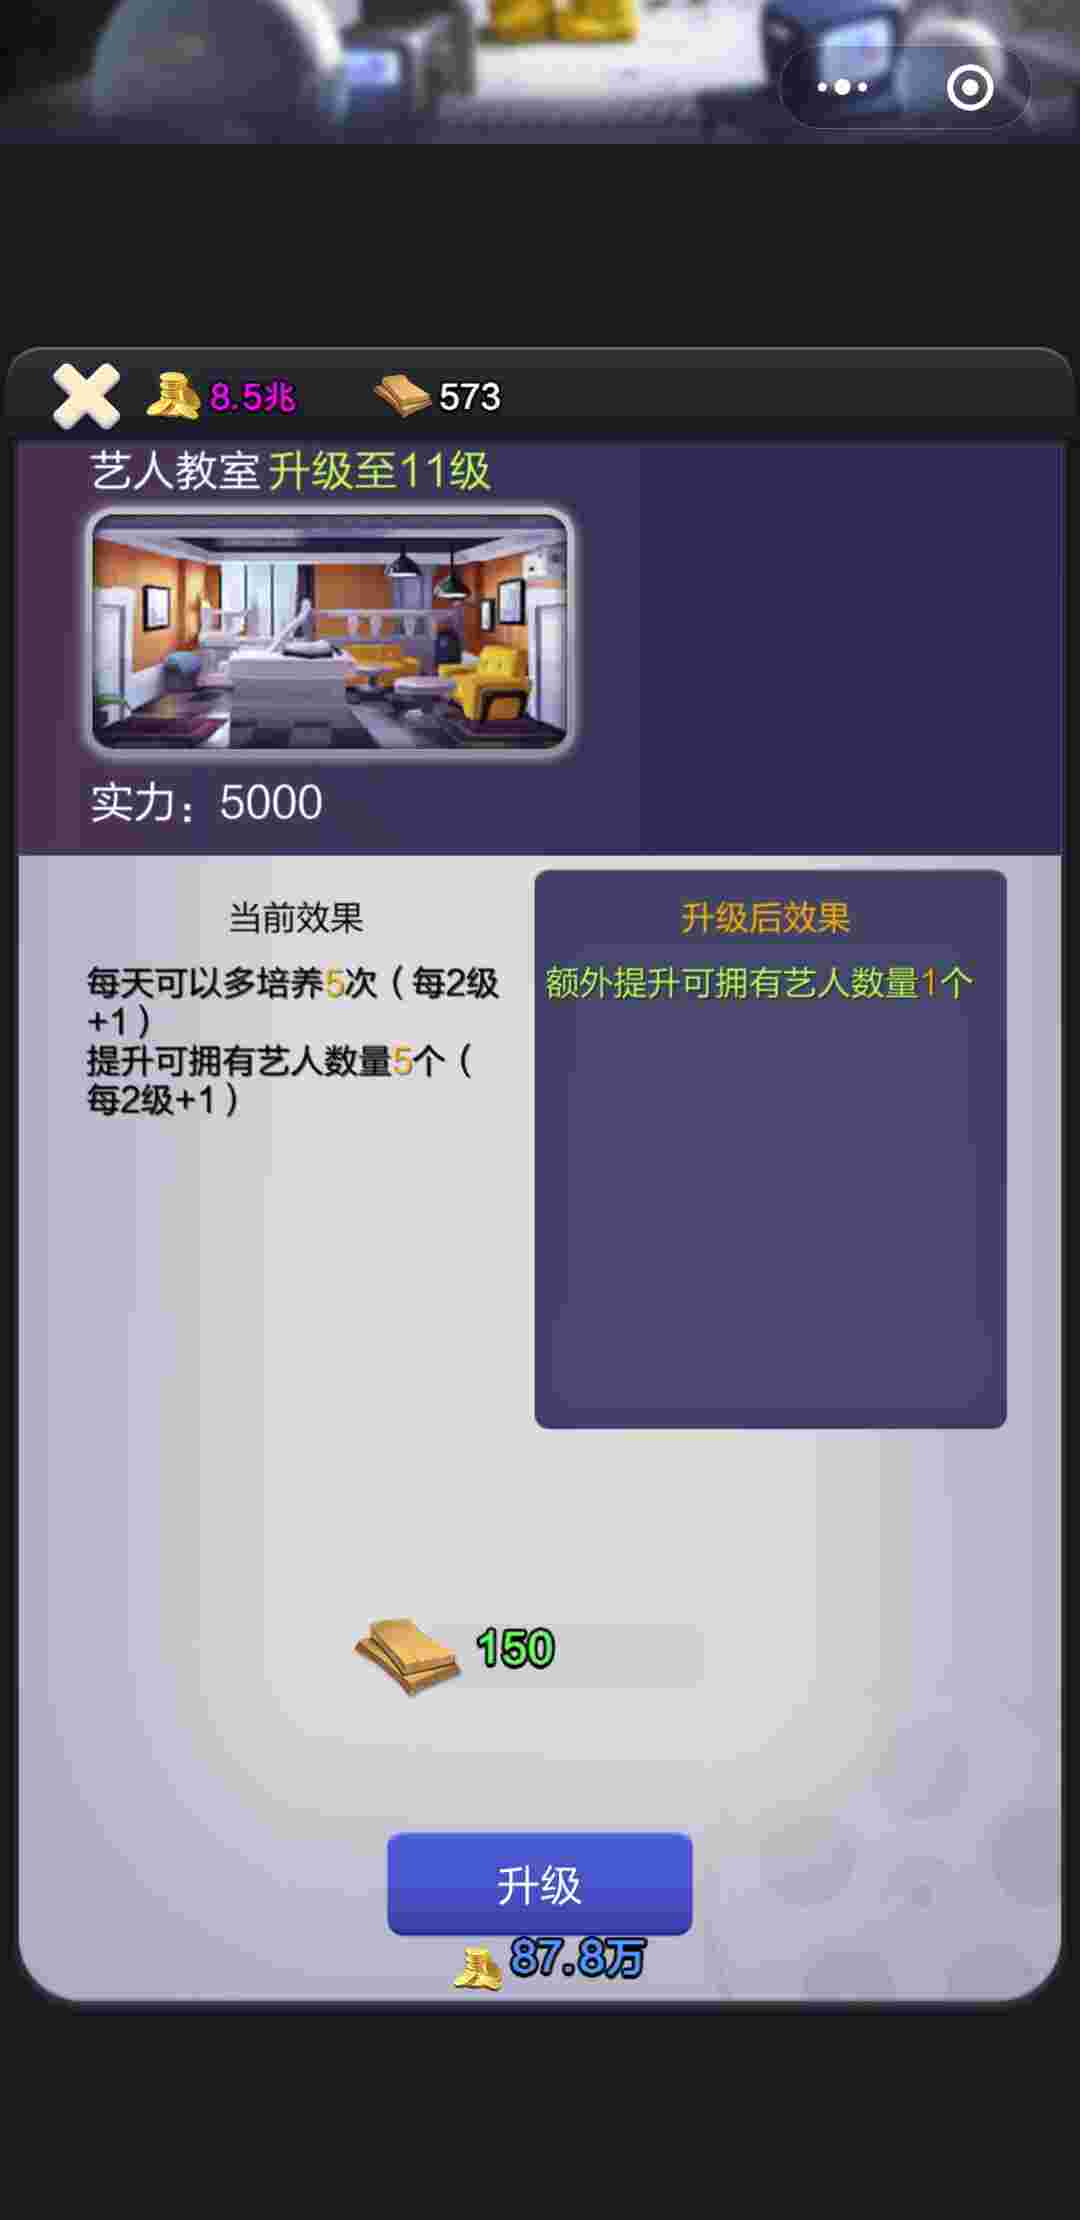 8.5兆 573
艺人教室升级至11级
实力：5000
当前效果
每天可以多培养5次（每2级
+1）
提升可拥有艺人数量5个（
每2级+1）
升级后效果
额外提升可拥有艺人数量1个
150
升级
87.8万